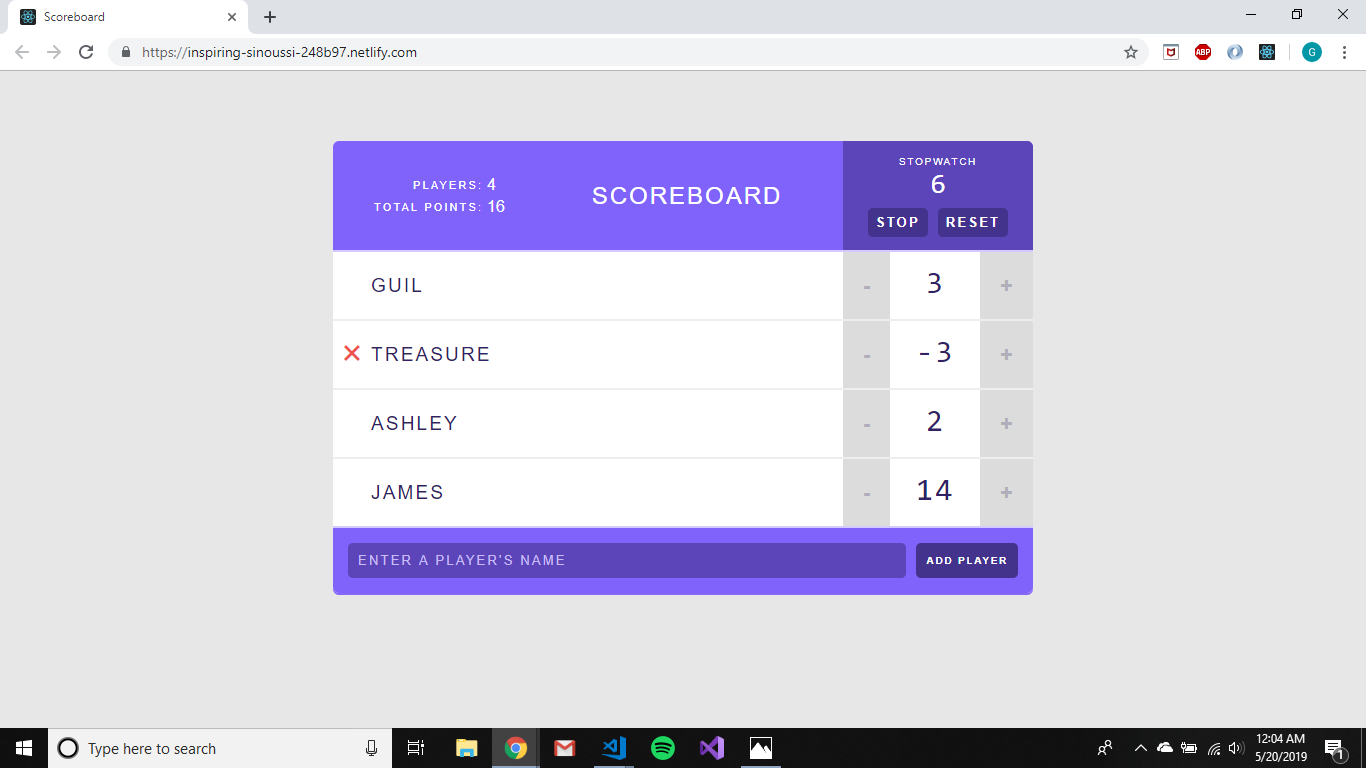 Scoreboard
https://inspiring-sinoussi-248b97.netlify.com
ABP
G
PLAYERS: 4
TOTAL POINTS: 16
SCOREBOARD
STOPWATCH
6
STOP RESET
GUIL - 3 +
TREASURE - -3 +
ASHLEY - 2 +
JAMES - 14 +
ENTER A PLAYER'S NAME ADD PLAYER
Type here to search
12:04 AM
5/20/2019
1